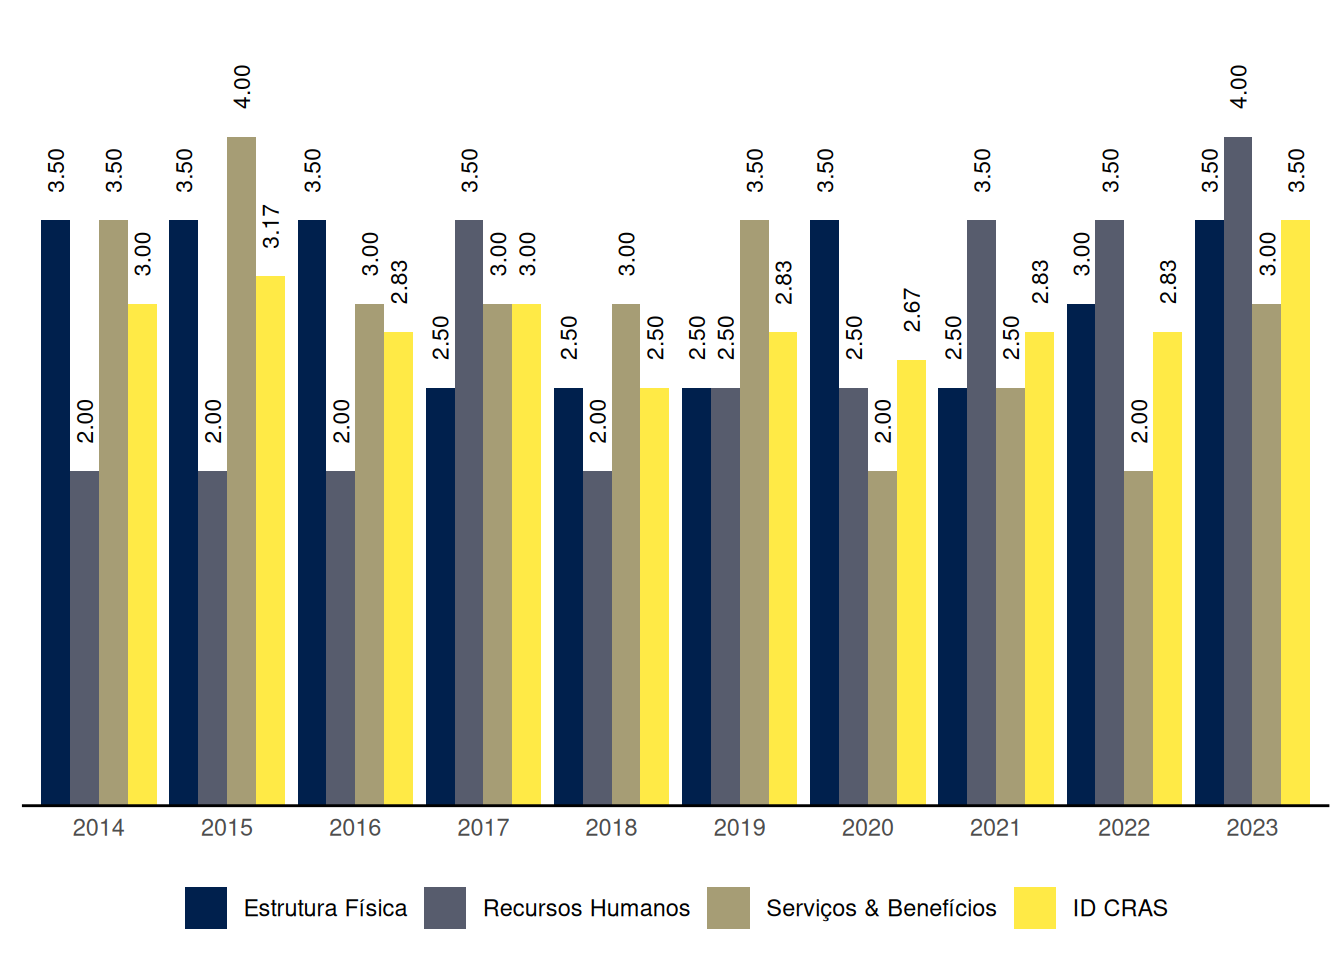 4.00 4.00
3.50 3.50 3.50 3.50 3.50 3.50 3.50 3.50 3.50 3.50 3.50
3.00 3.17 3.00 3.00 3.00 3.00 3.00 3.00
2.83 2.83 2.83 2.83
2.67
2.50 2.50 2.50 2.50 2.50 2.50 2.50 2.50
2.00 2.00 2.00 2.00 2.00 2.00
2014 2015 2016 2017 2018 2019 2020 2021 2022 2023
Estrutura Física Recursos Humanos Serviços & Benefícios ID CRAS